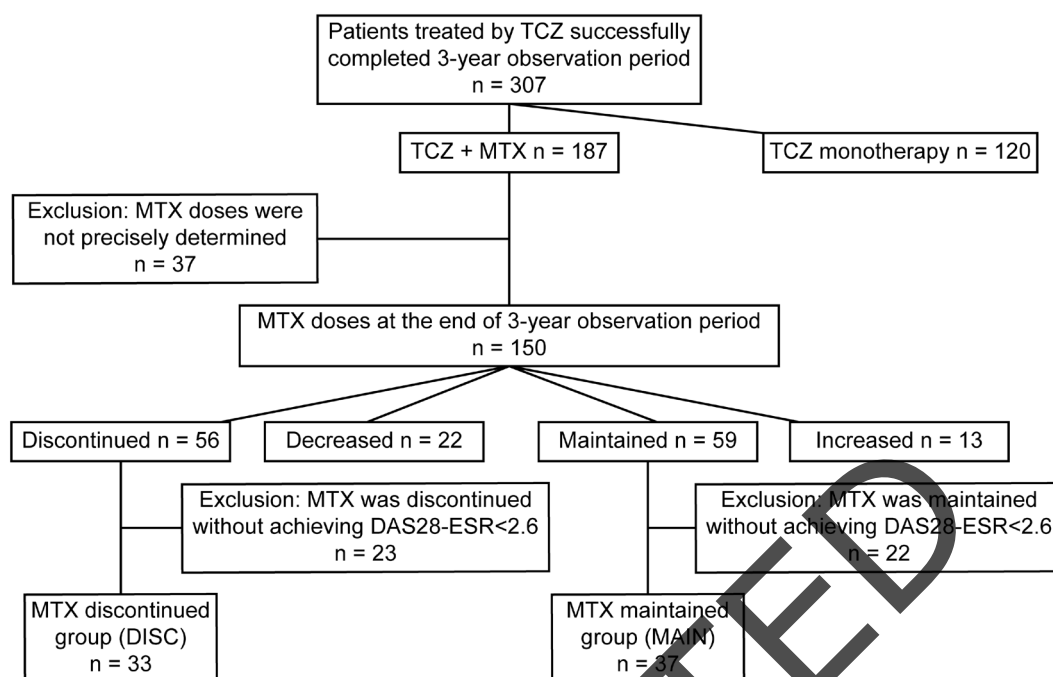 Patients treated by TCZ successfully
completed 3-year observation period
n = 307
TCZ + MTX n = 187
TCZ monotherapy n = 120
Exclusion: MTX doses were
not precisely determined
n = 37
MTX doses at the end of 3-year observation period
n = 150
Discontinued n = 56
Decreased n = 22
Maintained n = 59
Increased n = 13
Exclusion: MTX was discontinued
without achieving DAS28-ESR<2.6
n = 23
Exclusion: MTX was maintained
without achieving DAS28-ESR<2.6
n = 22
MTX discontinued
group (DISC)
n = 33
MTX maintained
group (MAIN)
n = 37
TED